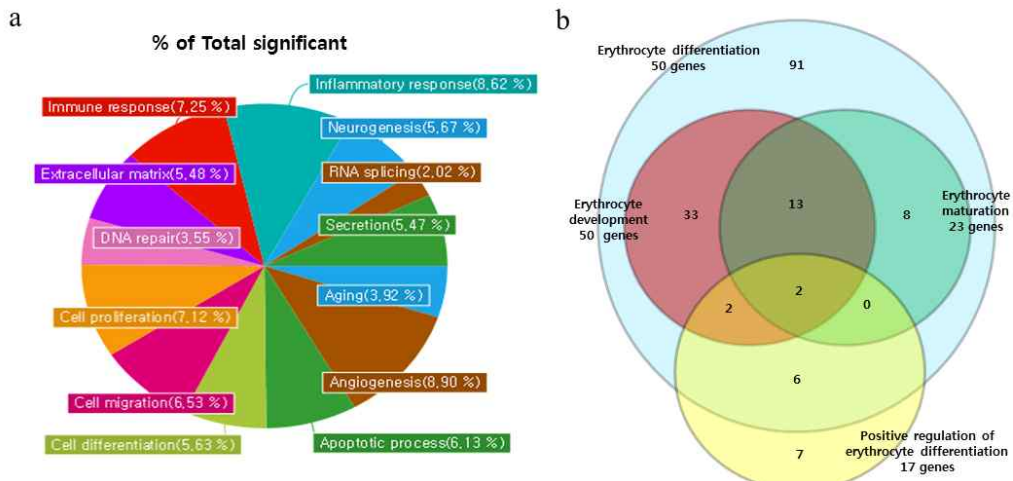 a
% of Total significant
Inflammatory response(8,62 %)
Immune response(7,25 %)
Neurogenesis(5,67 %)
Extracellular matrix(5,48 %)
RNA splicing(2,02 %)
DNA repair(3,55 %)
Secretion(5,47 %)
Aging(3,92 %)
Cell proliferation(7,12 %)
Angiogenesis(8,90 %)
Cell migration(6,53 %)
Cell differentiation(5,63 %)
Apoptotic process(6,13 %)
b
Erythrocyte differentiation
50 genes
91
Erythrocyte
development
50 genes
33
13
8
Erythrocyte
maturation
23 genes
2
2
0
6
7
Positive regulation of
erythrocyte differentiation
17 genes